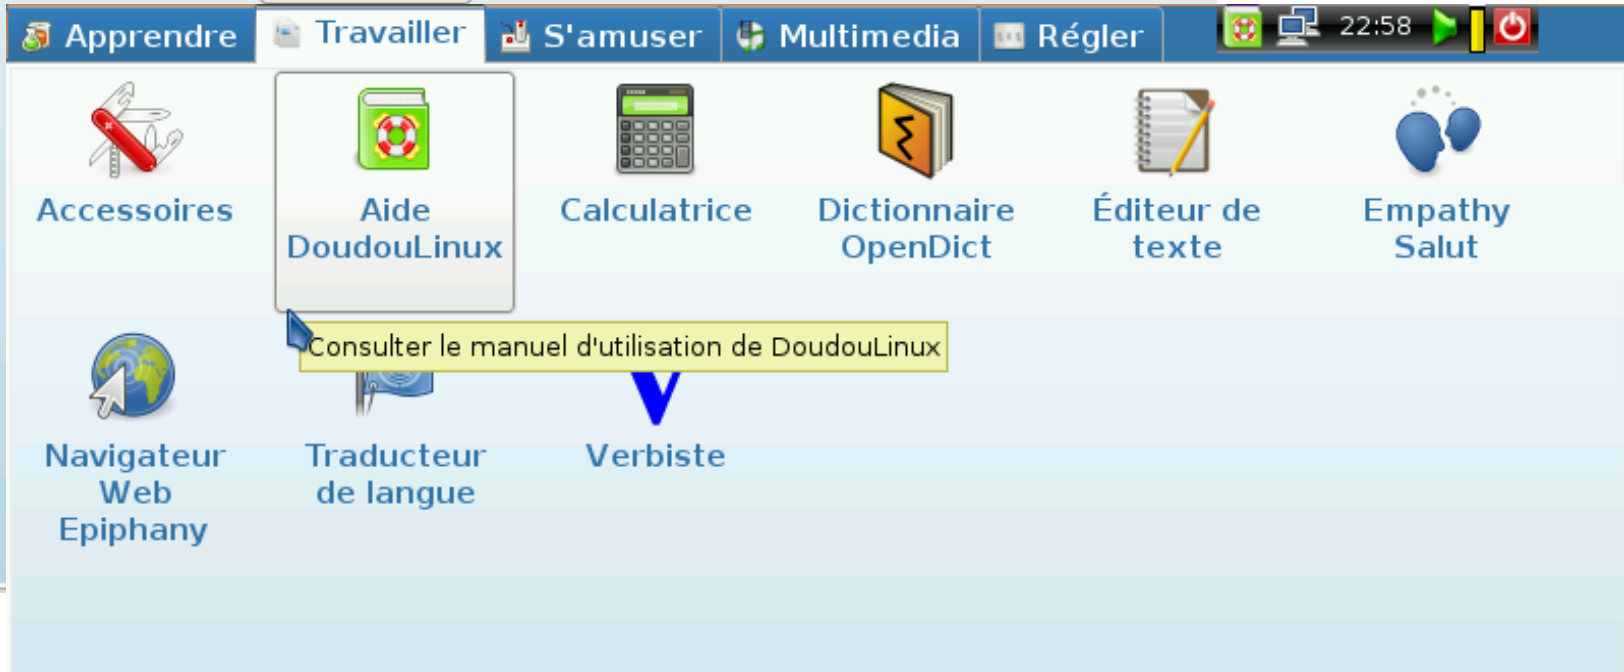 Apprendre Travailler S'amuser Multimedia Régler 22:58
Accessoires Aide Calculatrice Dictionnaire Éditeur de Empathy
DoudouLinux OpenDict texte Salut
Consulter le manuel d'utilisation de DoudouLinux
Navigateur Traducteur Verbiste
Web de langue
Epiphany